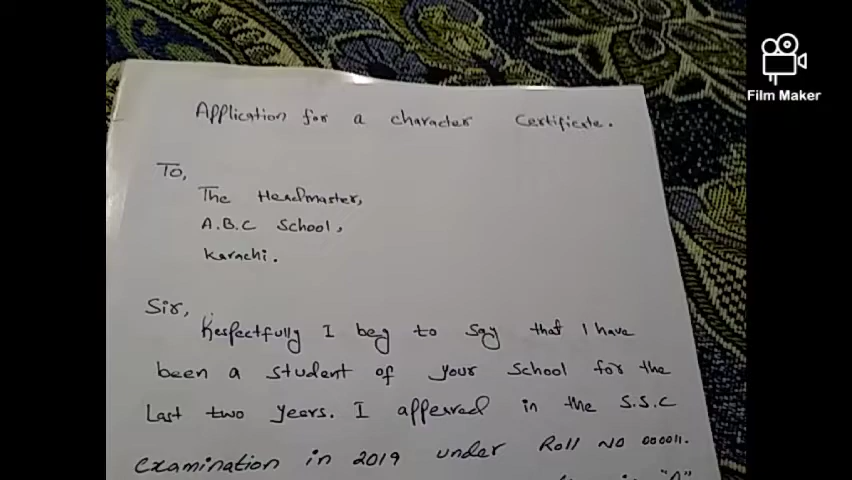 Application for a character Certificate.
To,
The Headmaster,
A.B.C School,
Karachi.
Sir,
Respectfully I beg to say that I have
been a student of your school for the
Last two years. I appeared in the S.S.C
examination in 2019 under Roll NO 000011.
"A"
Film Maker